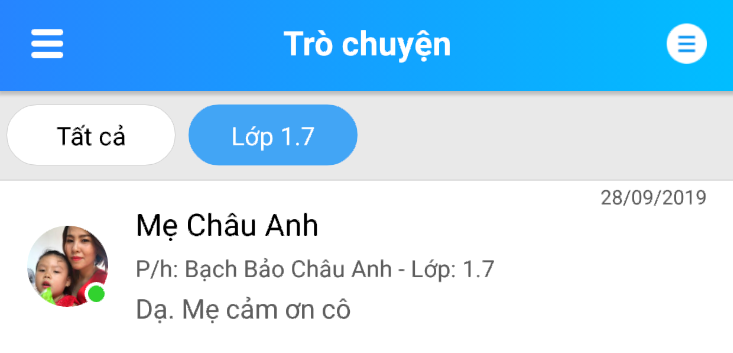 Trò chuyện
Tất cả
Lớp 1.7
28/09/2019
Mẹ Châu Anh
P/h: Bạch Bảo Châu Anh - Lớp: 1.7
Dạ. Mẹ cảm ơn cô